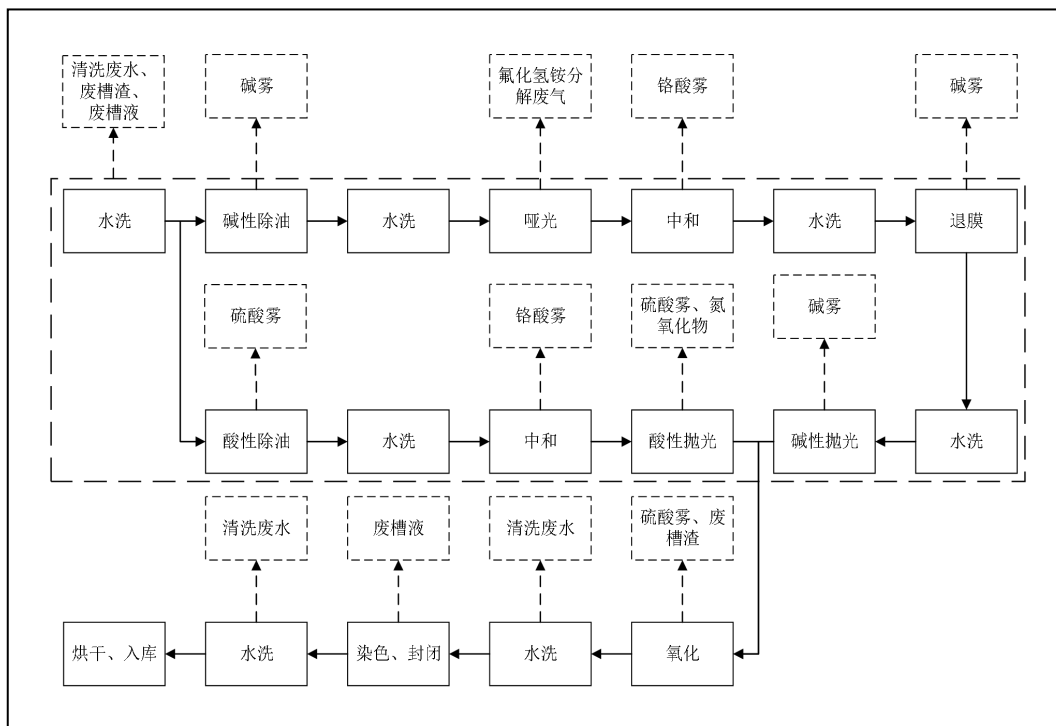 清洗废水、
废槽渣、
废槽液
碱雾
氟化氢铵分
解废气
铬酸雾
碱雾
水洗
碱性除油
水洗
哑光
中和
水洗
退膜
硫酸雾
铬酸雾
硫酸雾、氮
氧化物
碱雾
酸性除油
水洗
中和
酸性抛光
碱性抛光
水洗
清洗废水
废槽液
清洗废水
硫酸雾、废
槽渣
烘干、入库
水洗
染色、封闭
水洗
氧化